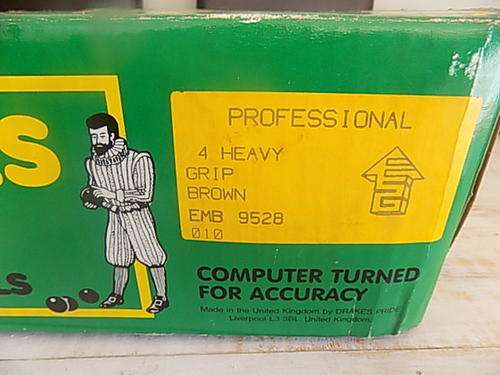 PROFESSIONAL
4 HEAVY
GRIP
BROWN
EMB 9528
010
COMPUTER TURNED
FOR ACCURACY
Made in the United Kingdom by DRAKES PRIDE
Liverpool L3 3BL. United Kingdom.